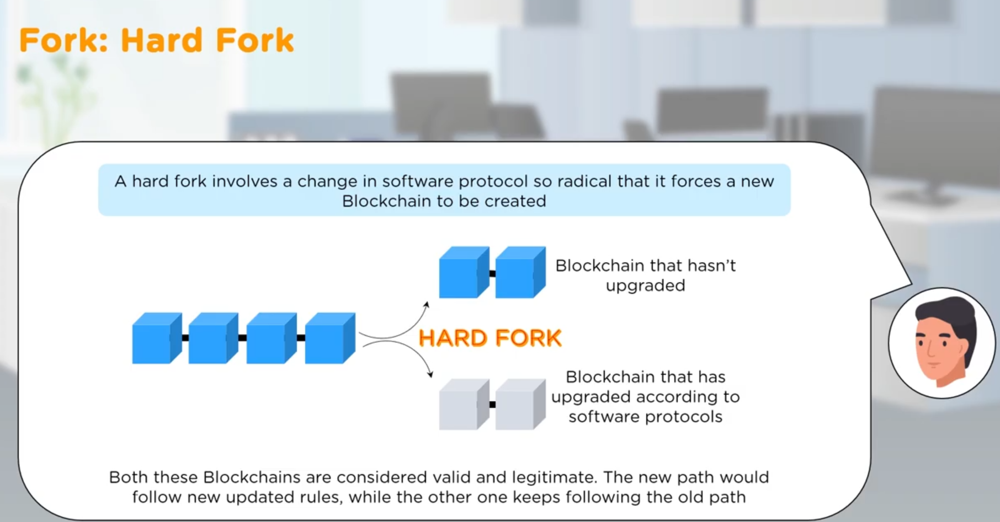 Fork: Hard Fork
A hard fork involves a change in software protocol so radical that it forces a new
Blockchain to be created
Blockchain that hasn't
upgraded
HARD FORK
Blockchain that has
upgraded according to
software protocols
Both these Blockchains are considered valid and legitimate. The new path would
follow new updated rules, while the other one keeps following the old path